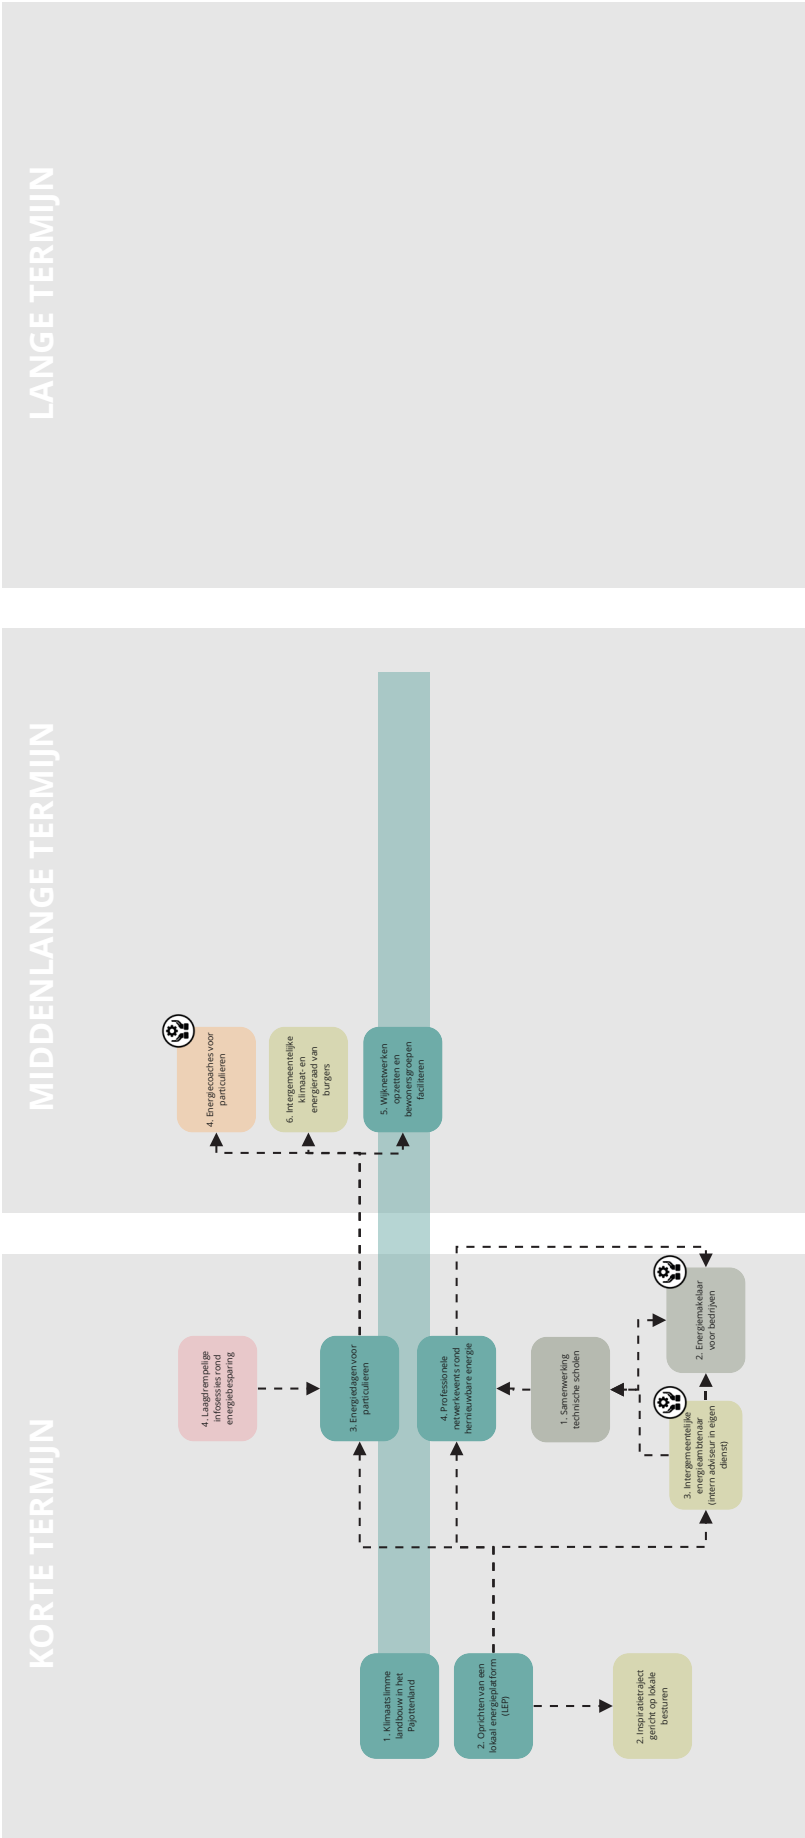 KORTE TERMIJN
MIDDENLANGE TERMIJN
LANGE TERMIJN
4. Laagdrempelige
infosessies rond
energiebesparing
3. Energiedagen voor
particulieren
4. Professionele
netwerkevents rond
hernieuwbare energie
1. Samenwerking
technische scholen
2. Energiemakelaar
voor bedrijven
3. Intergemeentelijke
energieambtenaar
(intern adviseur in eigen
dienst)
1. Klimaatslimme
landbouw in het
Pajottenland
2. Oprichten van een
lokaal energieplatform
(LEP)
2. Inspiratietraject
gericht op lokale
besturen
4. Energiecoaches voor
particulieren
6. Intergemeentelijke
klimaat- en
energieraad van
burgers
5. Wijknetwerken
opzetten en
bewonersgroepen
faciliteren